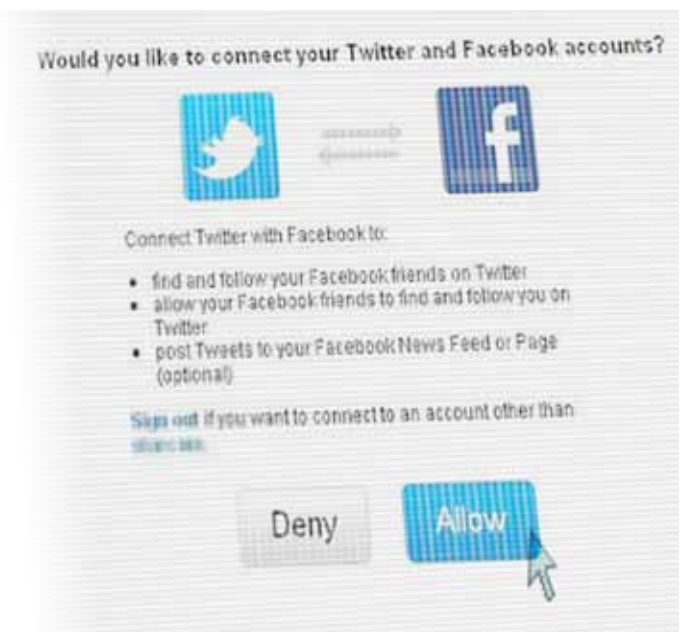 Would you like to connect your Twitter and Facebook accounts?
Connect Twitter with Facebook to:
• find and follow your Facebook friends on Twitter
• allow your Facebook friends to find and follow you on
Twitter
• post Tweets to your Facebook News Feed or Page
(optional)
Sign out if you want to connect to an account other than
Deny
Allow